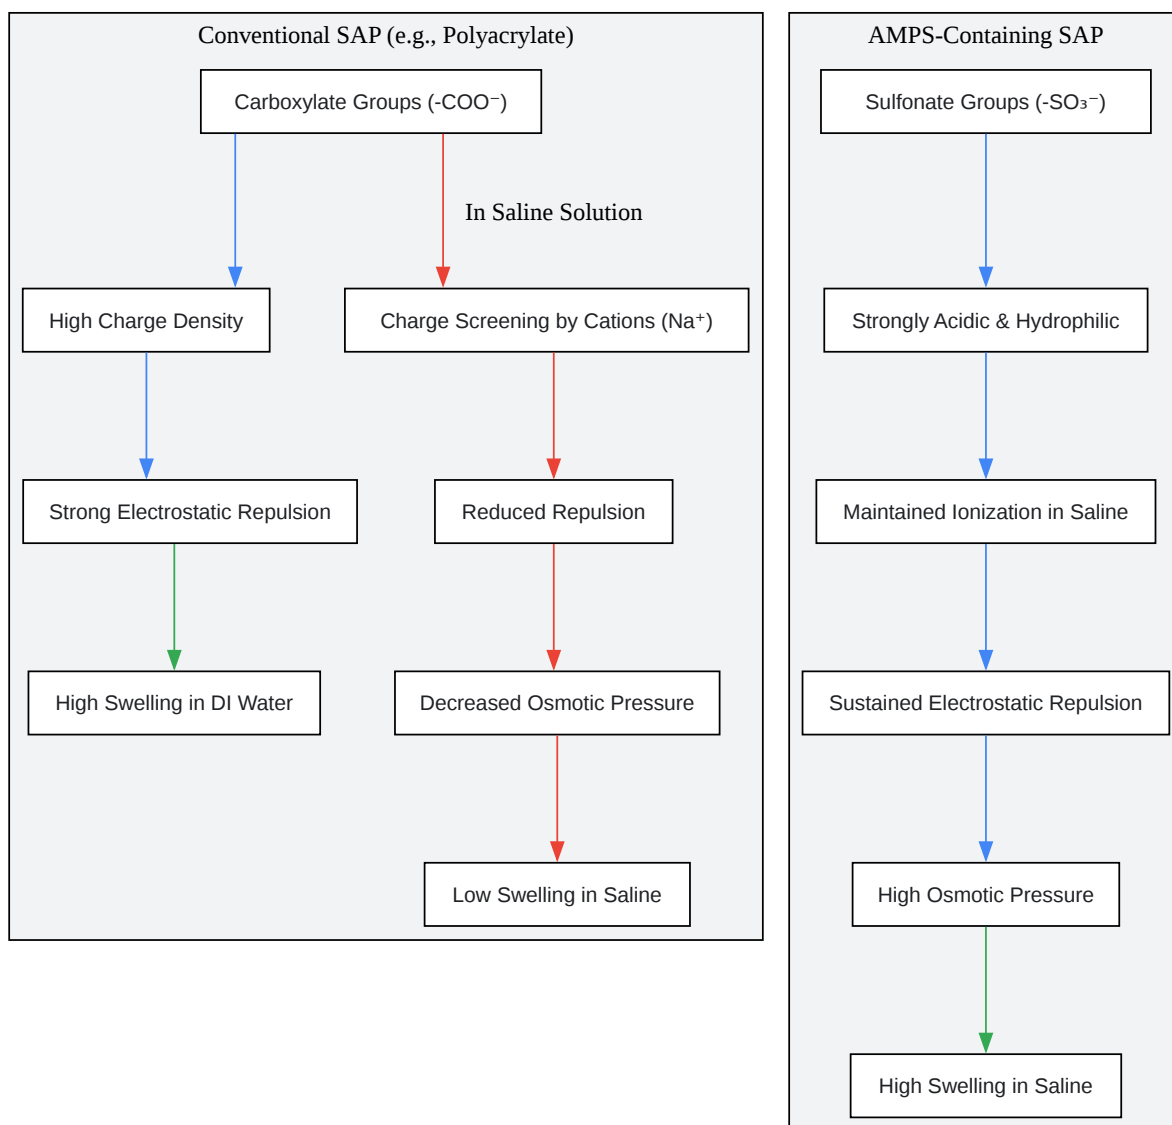 Conventional SAP (e.g., Polyacrylate)
Carboxylate Groups (-COO⁻)
In Saline Solution
High Charge Density
Charge Screening by Cations (Na⁺)
Strong Electrostatic Repulsion
Reduced Repulsion
High Swelling in DI Water
Decreased Osmotic Pressure
Low Swelling in Saline
AMPS-Containing SAP
Sulfonate Groups (-SO₃⁻)
Strongly Acidic & Hydrophilic
Maintained Ionization in Saline
Sustained Electrostatic Repulsion
High Osmotic Pressure
High Swelling in Saline